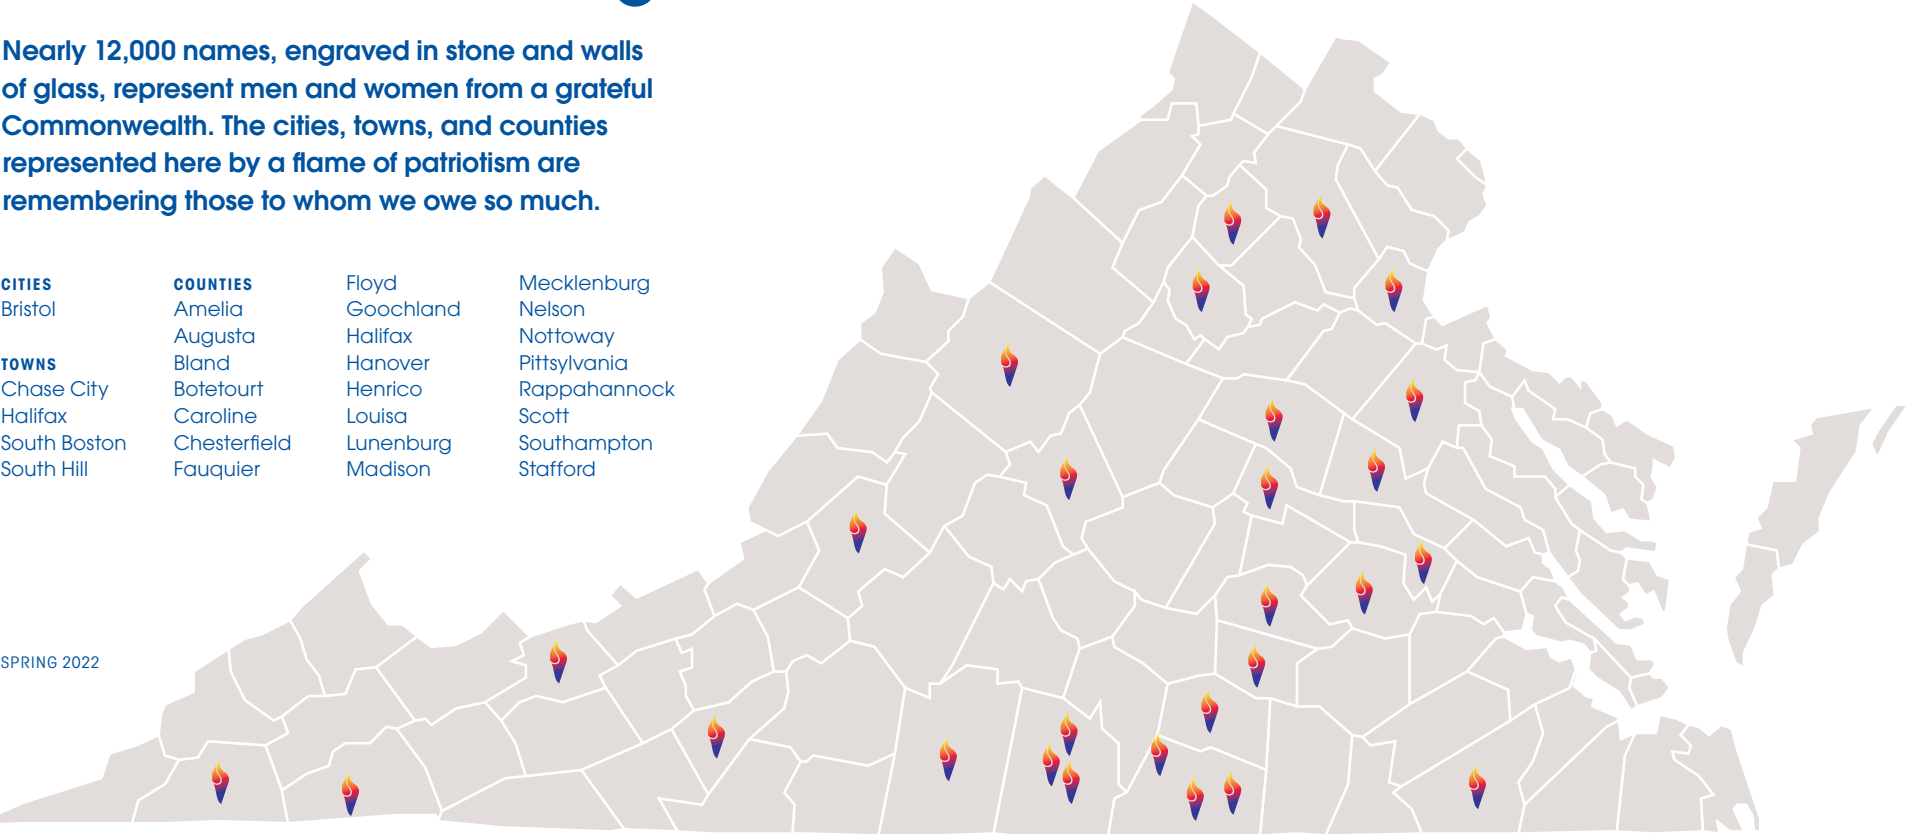 Nearly 12,000 names, engraved in stone and walls
of glass, represent men and women from a grateful
Commonwealth. The cities, towns, and counties
represented here by a flame of patriotism are
remembering those to whom we owe so much.
CITIES
Bristol
TOWNS
Chase City
Halifax
South Boston
South Hill
COUNTIES
Amelia
Augusta
Bland
Botetourt
Caroline
Chesterfield
Fauquier
Floyd
Goochland
Halifax
Hanover
Henrico
Louisa
Lunenburg
Madison
Mecklenburg
Nelson
Nottoway
Pittsylvania
Rappahannock
Scott
Southampton
Stafford
SPRING 2022